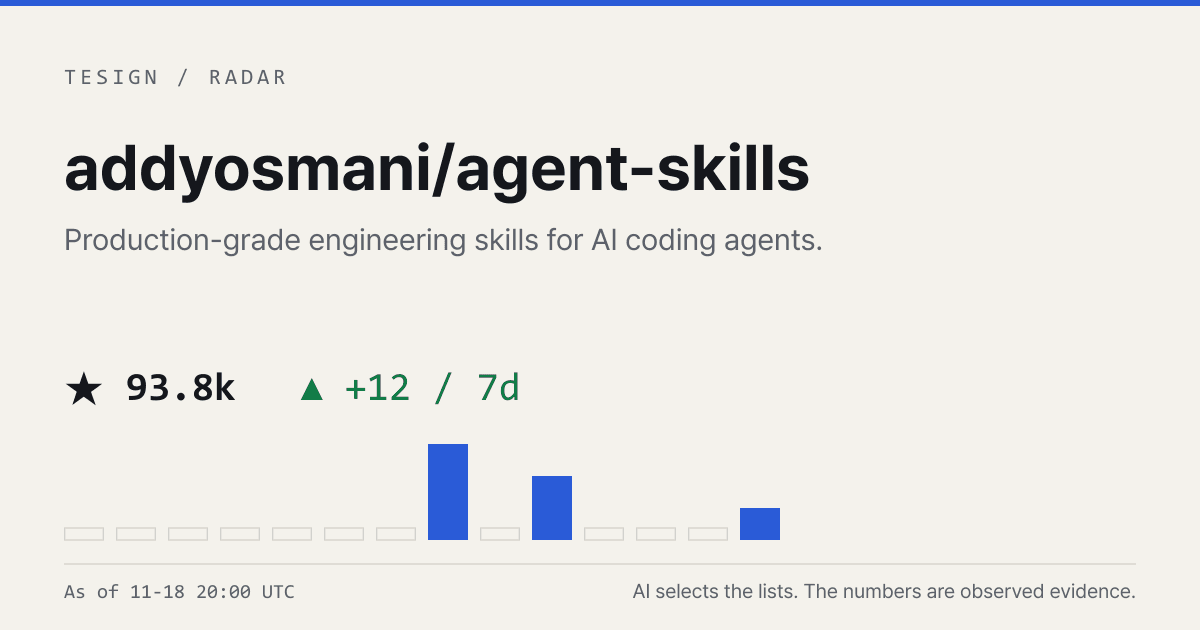 TESIGN / RADAR
addyosmani/agent-skills
Production-grade engineering skills for AI coding agents.
★ 93.8k ▲ +12 / 7d
As of 11-18 20:00 UTC
AI selects the lists. The numbers are observed evidence.